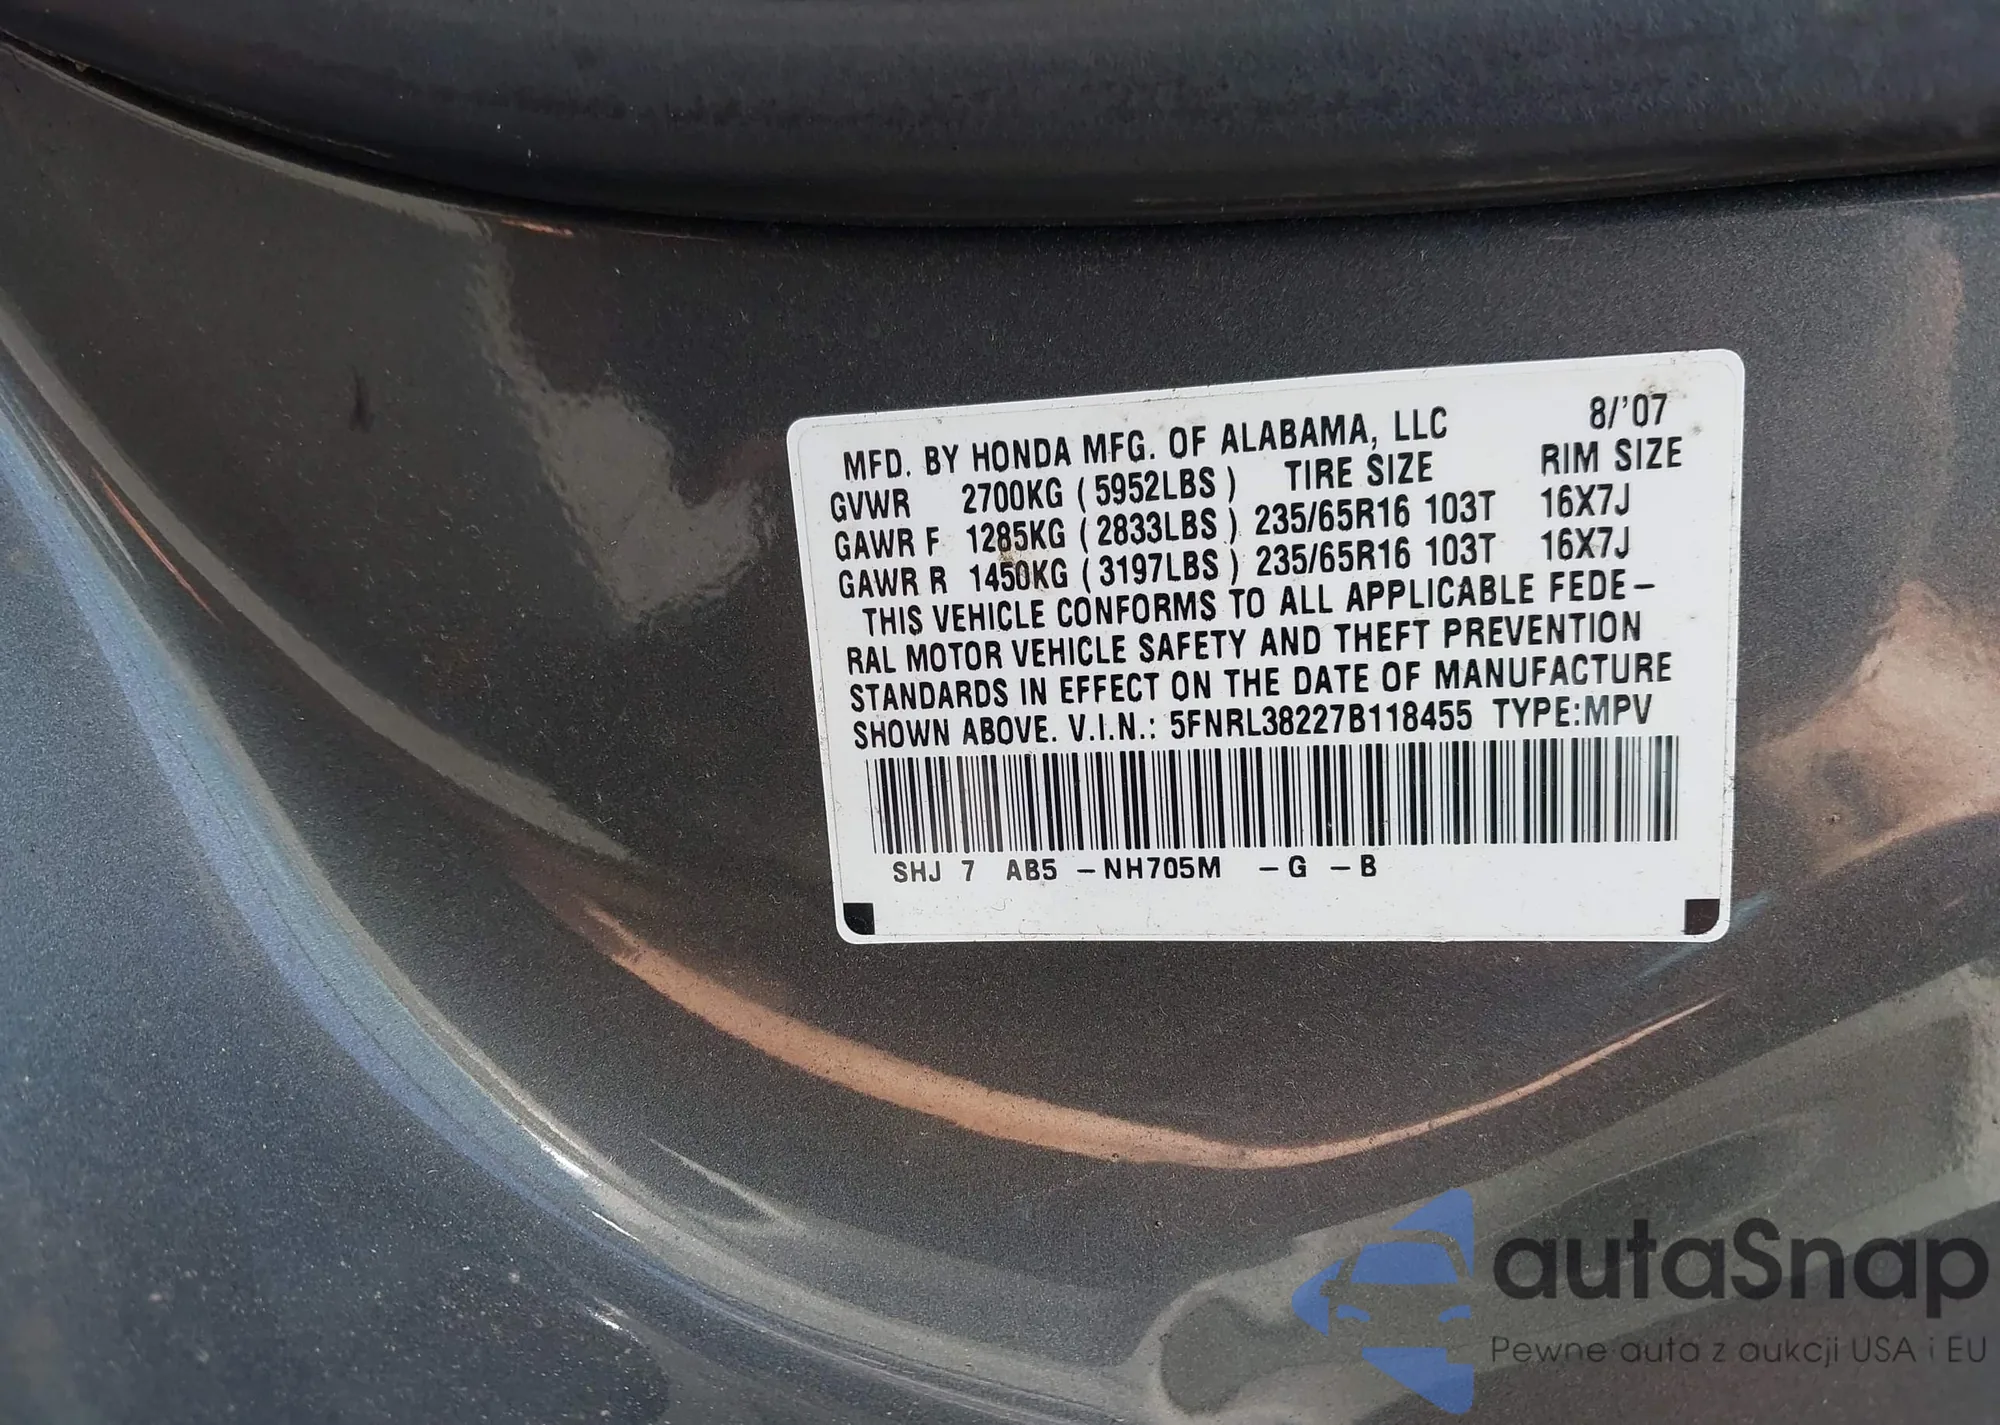 MFD. BY HONDA MFG. OF ALABAMA, LLC 8/'07
GVWR 2700KG ( 5952LBS ) TIRE SIZE RIM SIZE
GAWR F 1285KG ( 2833LBS ) 235/65R16 103T 16X7J
GAWR R 1450KG ( 3197LBS ) 235/65R16 103T 16X7J
THIS VEHICLE CONFORMS TO ALL APPLICABLE FEDE-
RAL MOTOR VEHICLE SAFETY AND THEFT PREVENTION
STANDARDS IN EFFECT ON THE DATE OF MANUFACTURE
SHOWN ABOVE. V.I.N.: 5FNRL38227B118455 TYPE:MPV
SHJ 7 AB5 -NH705M -G -B
autaSnap
Pewne auta z aukcji USA i EU